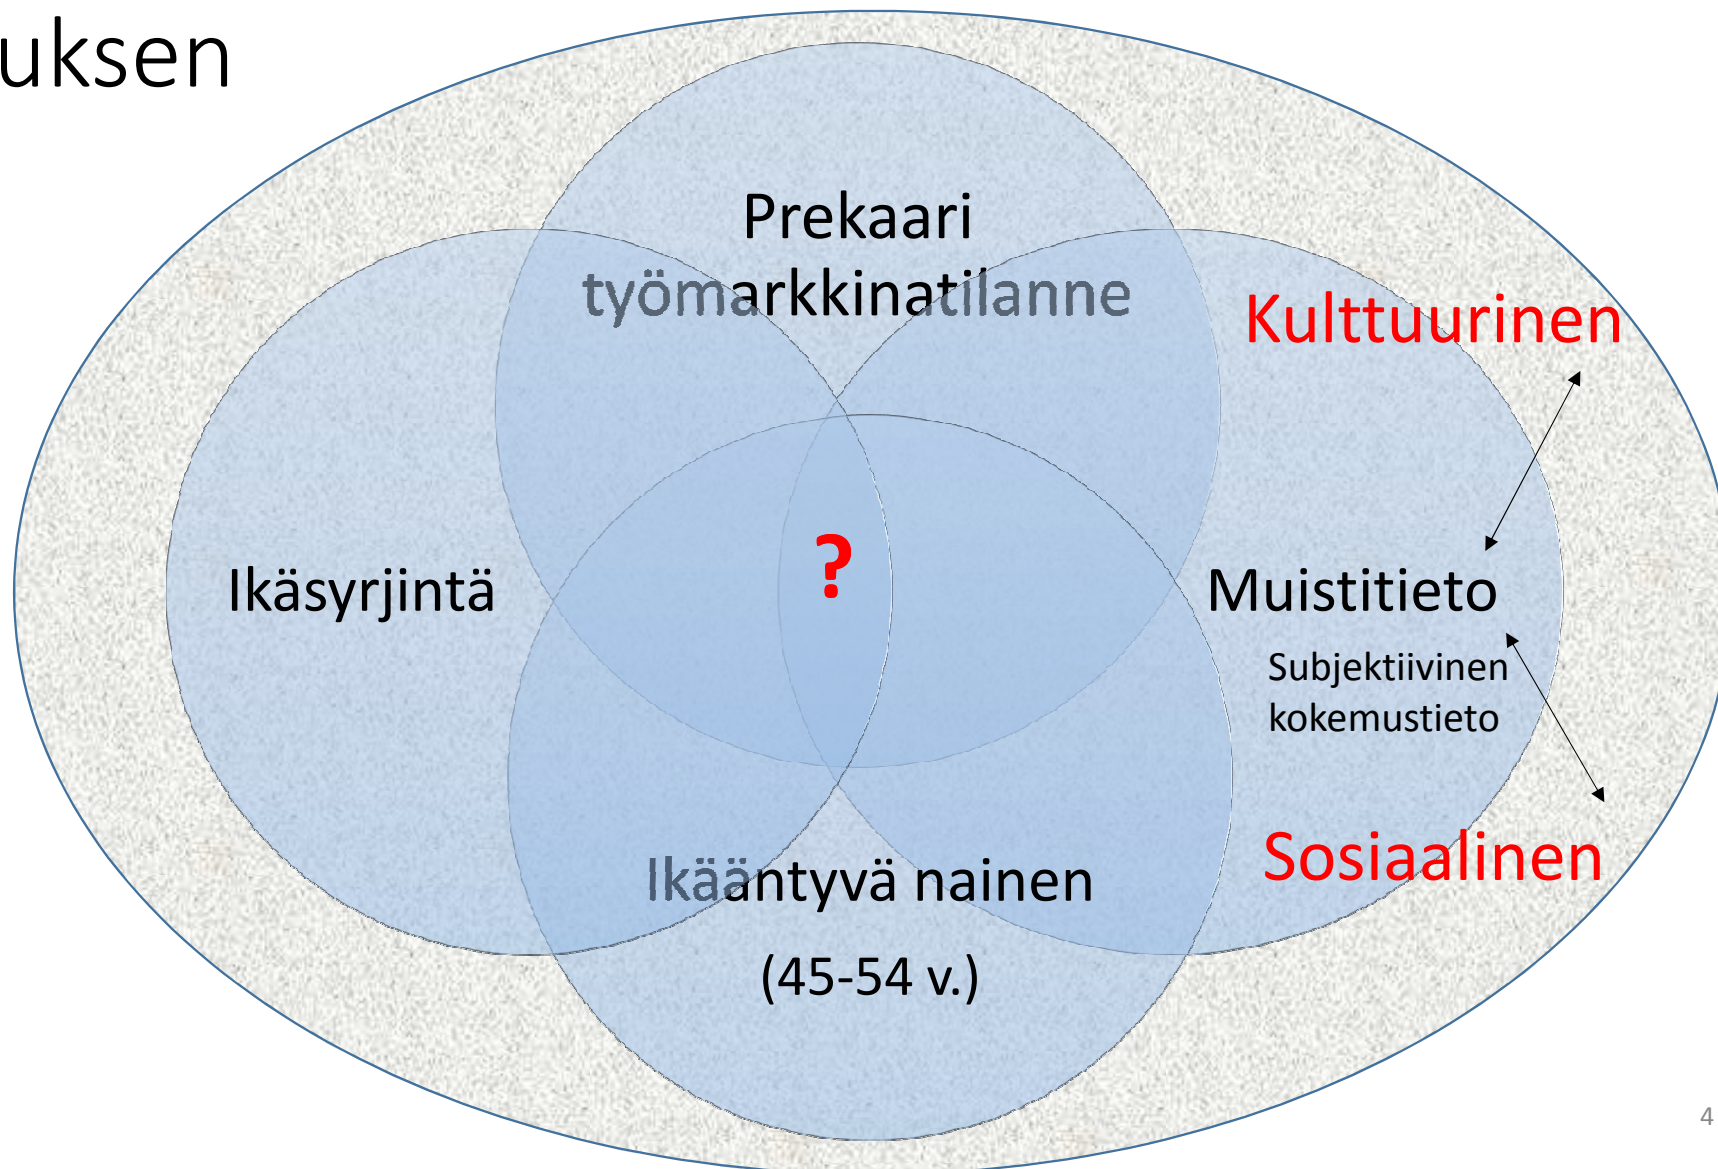 uksen
Prekaari
työmarkkinatilanne
Kulttuurinen
?
Ikäsyrjintä
Muistitieto
Subjektiivinen
kokemustieto
Sosiaalinen
Ikääntyvä nainen
(45-54 v.)
4